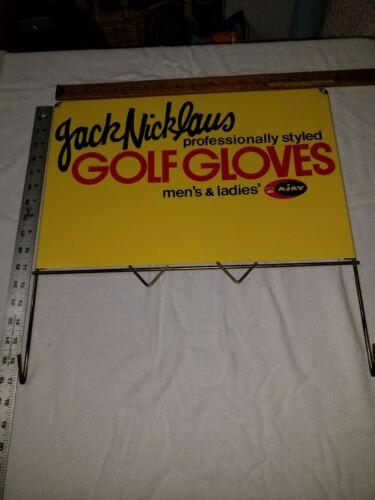 Jack Nicklaus
professionally styled
GOLF GLOVES
men's & ladies' AJAY